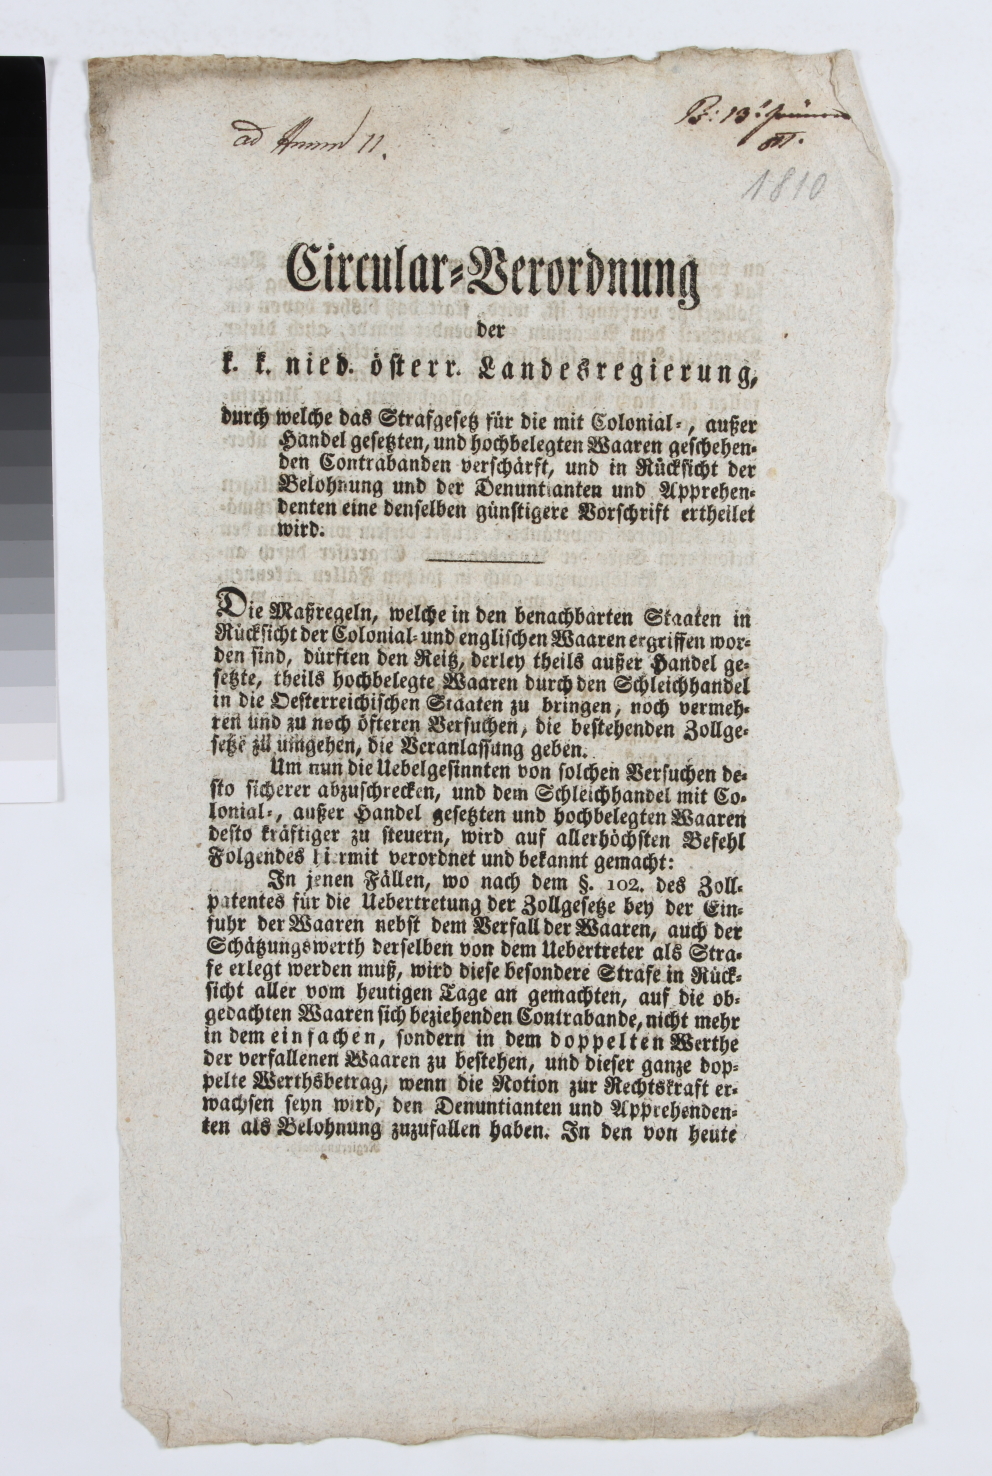 ad Num 11.
B: 13:
1810
Circular-Verordnung
der
k. k. nied. österr. Landesregierung,
durch welche das Strafgesetz für die mit Colonial-, außer
Handel gesetzten, und hochbelegten Waaren geschehen-
den Contrabanden verschärft, und in Rücksicht der
Belohnung und der Denuntianten und Apprehen-
denten eine denselben günstigere Vorschrift ertheilet
wird.
Die Maßregeln, welche in den benachbarten Staaten in
Rücksicht der Colonial- und englischen Waaren ergriffen wor-
den sind, dürften den Reitz, derley theils außer Handel ge-
setzte, theils hochbelegte Waaren durch den Schleichhandel
in die Oesterreichischen Staaten zu bringen, noch vermeh-
ren und zu noch öfteren Versuchen, die bestehenden Zollge-
setze zu umgehen, die Veranlassung geben.
Um nun die Uebelgesinnten von solchen Versuchen de-
sto sicherer abzuschrecken, und dem Schleichhandel mit Co-
lonial-, außer Handel gesetzten und hochbelegten Waaren
desto kräftiger zu steuern, wird auf allerhöchsten Befehl
Folgendes hiermit verordnet und bekannt gemacht:
In jenen Fällen, wo nach dem §. 102. des Zoll-
patentes für die Uebertretung der Zollgesetze bey der Ein-
fuhr der Waaren nebst dem Verfall der Waaren, auch der
Schätzungswerth derselben von dem Uebertreter als Stra-
fe erlegt werden muß, wird diese besondere Strafe in Rück-
sicht aller vom heutigen Tage an gemachten, auf die ob-
gedachten Waaren sich beziehenden Contrabande, nicht mehr
in dem einfachen, sondern in dem doppelten Werthe
der verfallenen Waaren zu bestehen, und dieser ganze dop-
pelte Werthsbetrag, wenn die Notion zur Rechtskraft er-
wachsen seyn wird, den Denuntianten und Apprehenden-
ten als Belohnung zuzufallen haben. In den von heute